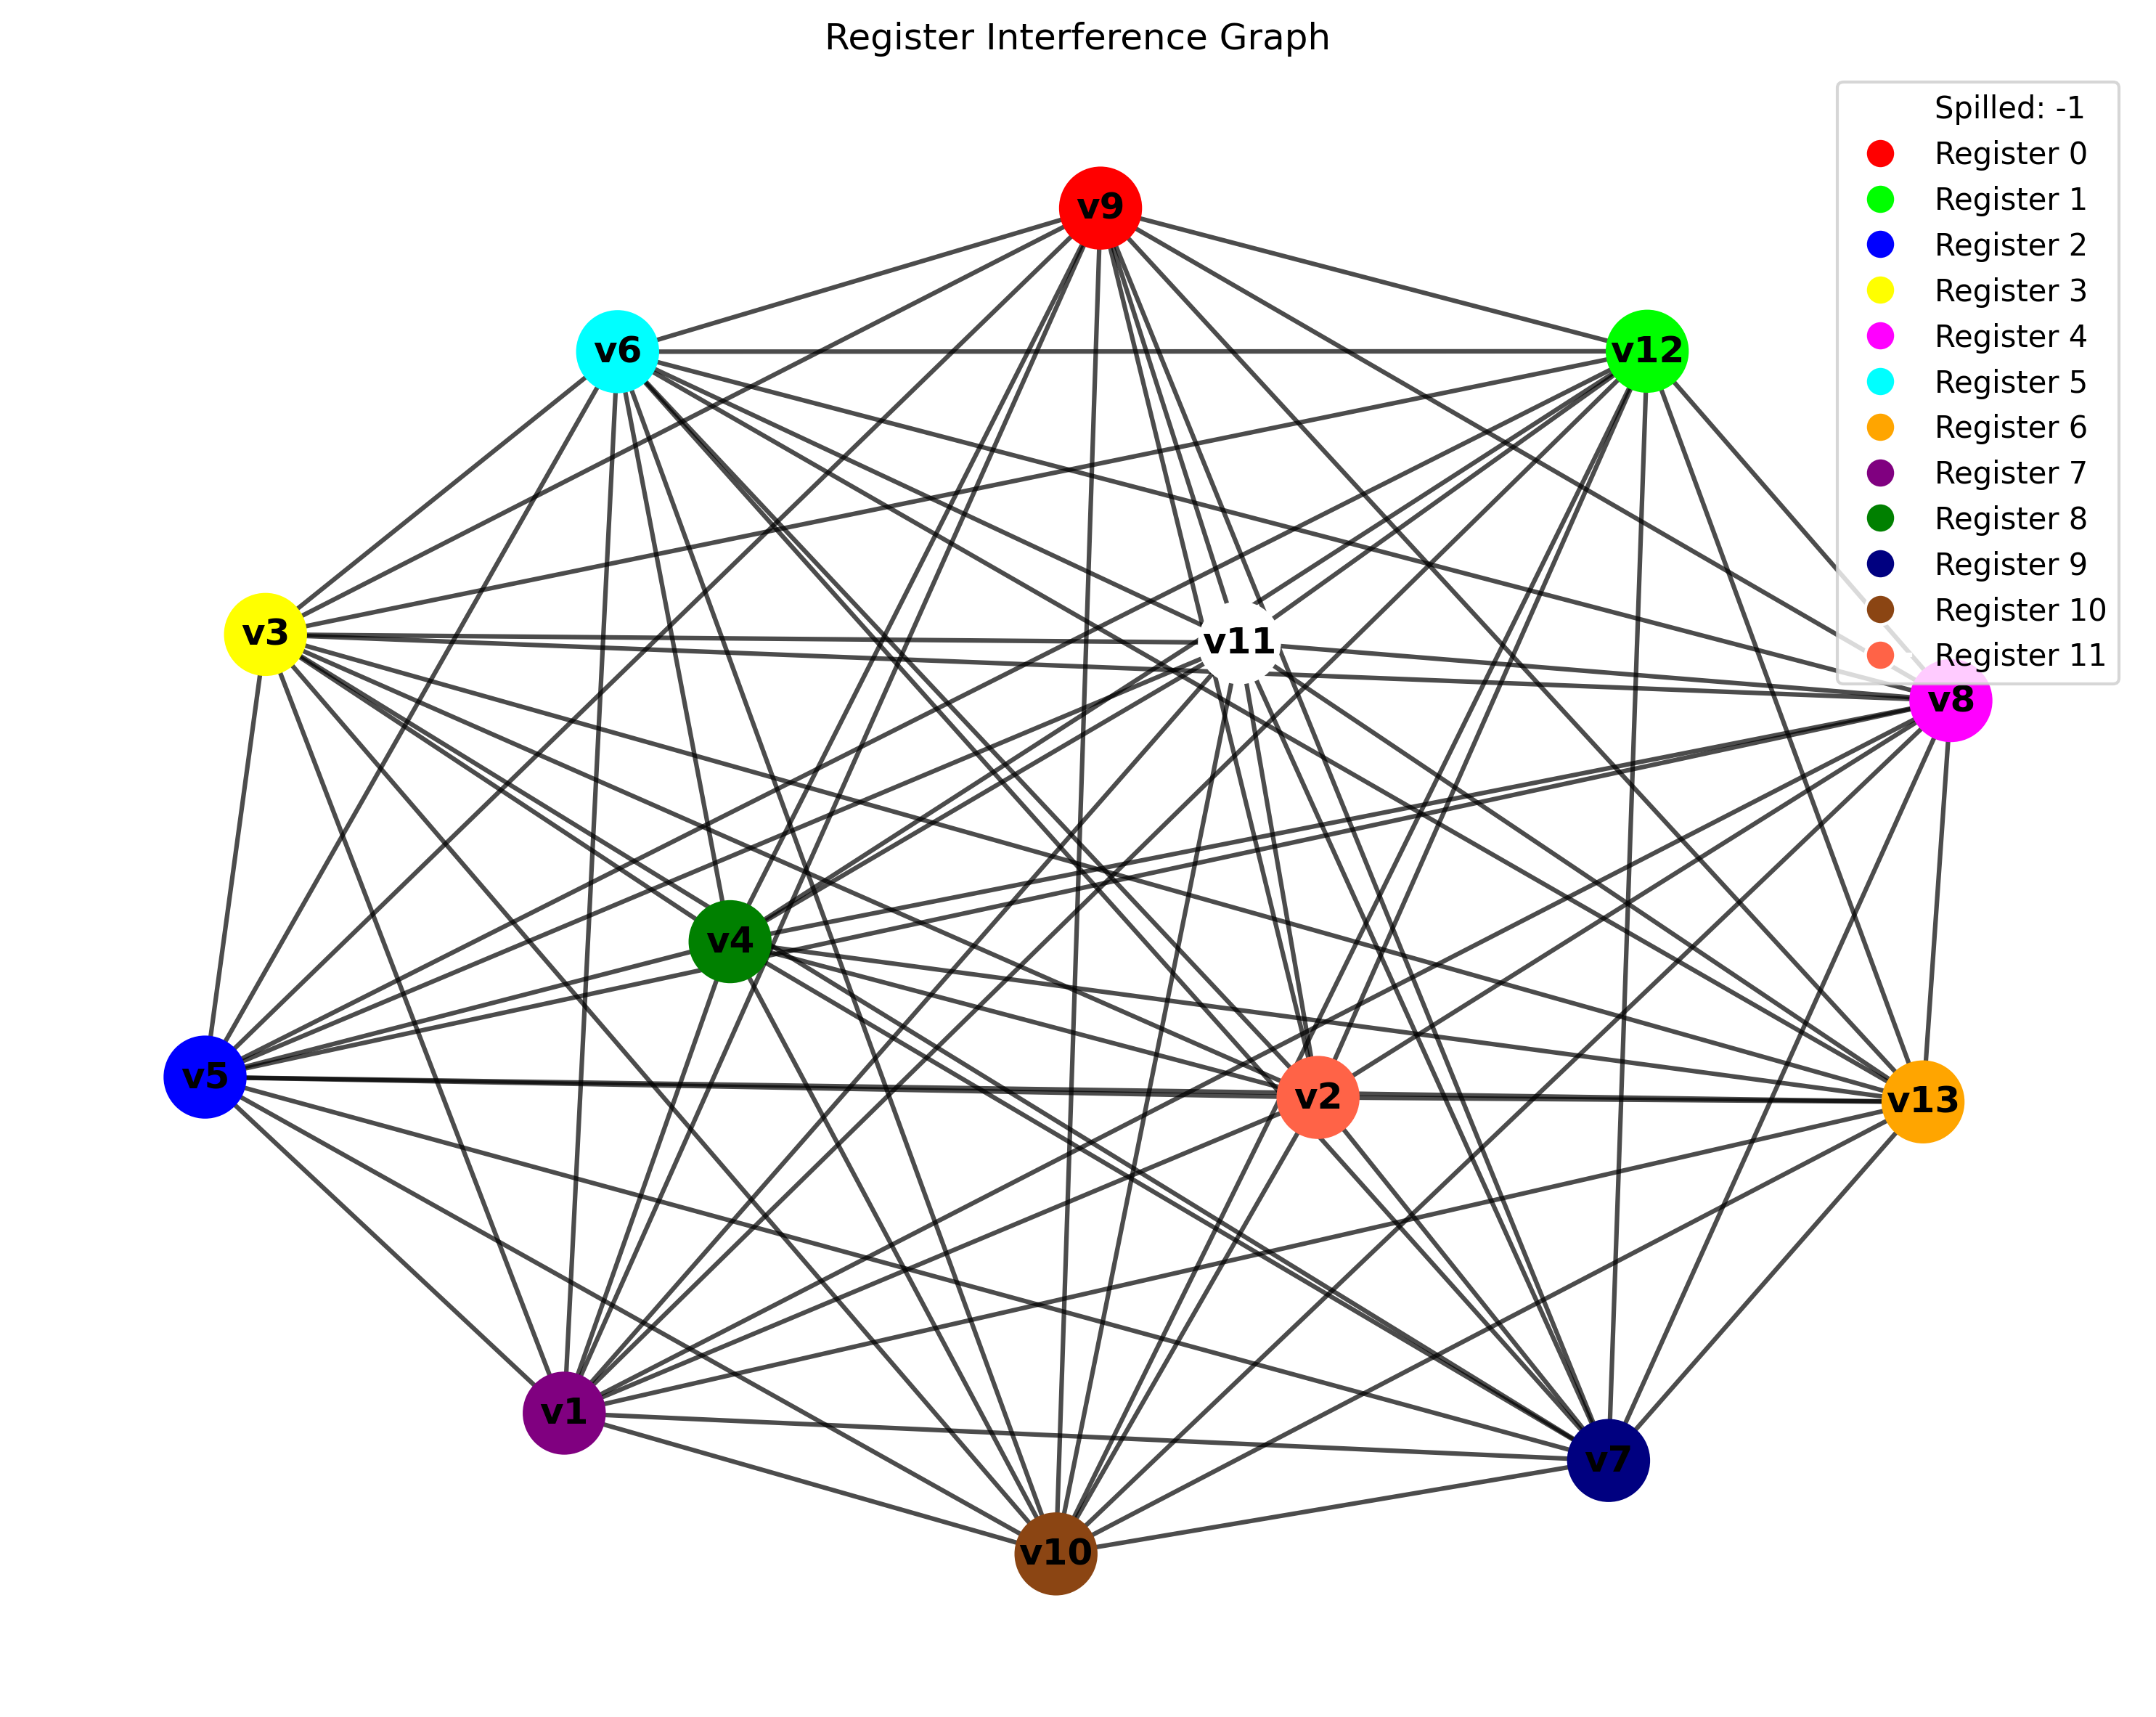 Register Interference Graph
Spilled: -1
Register 0
Register 1
Register 2
Register 3
Register 4
Register 5
Register 6
Register 7
Register 8
Register 9
Register 10
Register 11
v9
v6
v12
v3
v11
v8
v4
v5
v2
v13
v1
v7
v10